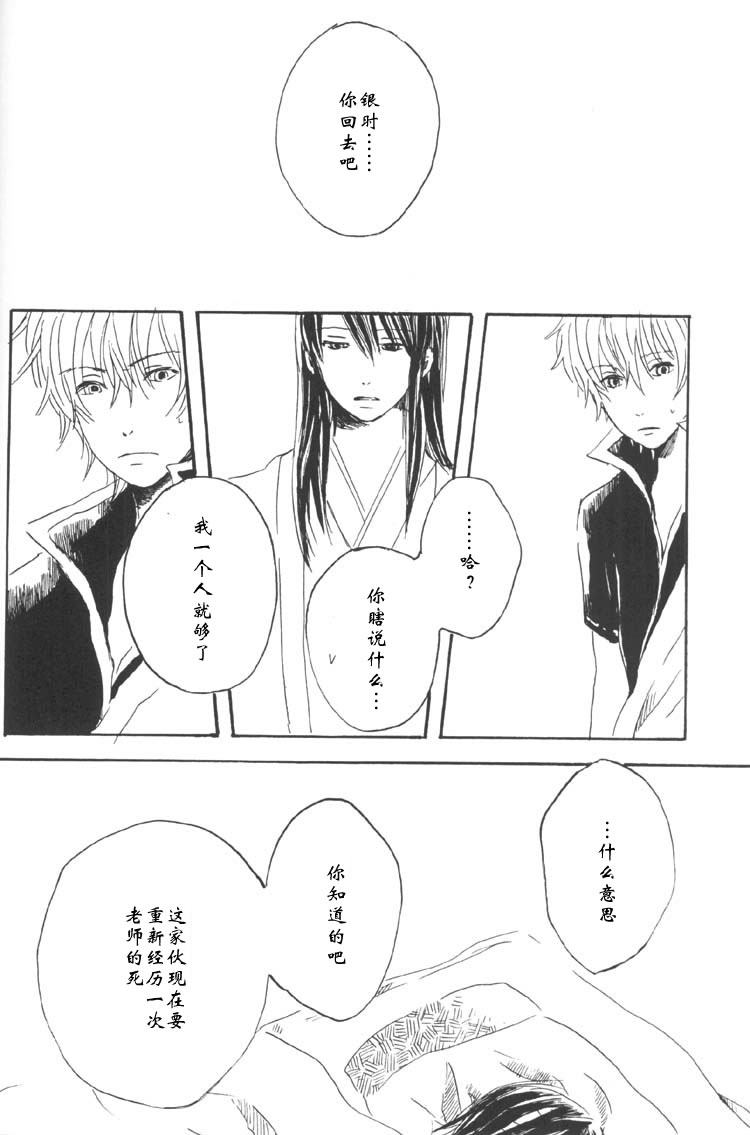 银时……
你回去吧
……哈？
你瞎说什么…
我一个人就够了
…什么意思
你知道的吧
这家伙现在要
重新经历一次
老师的死